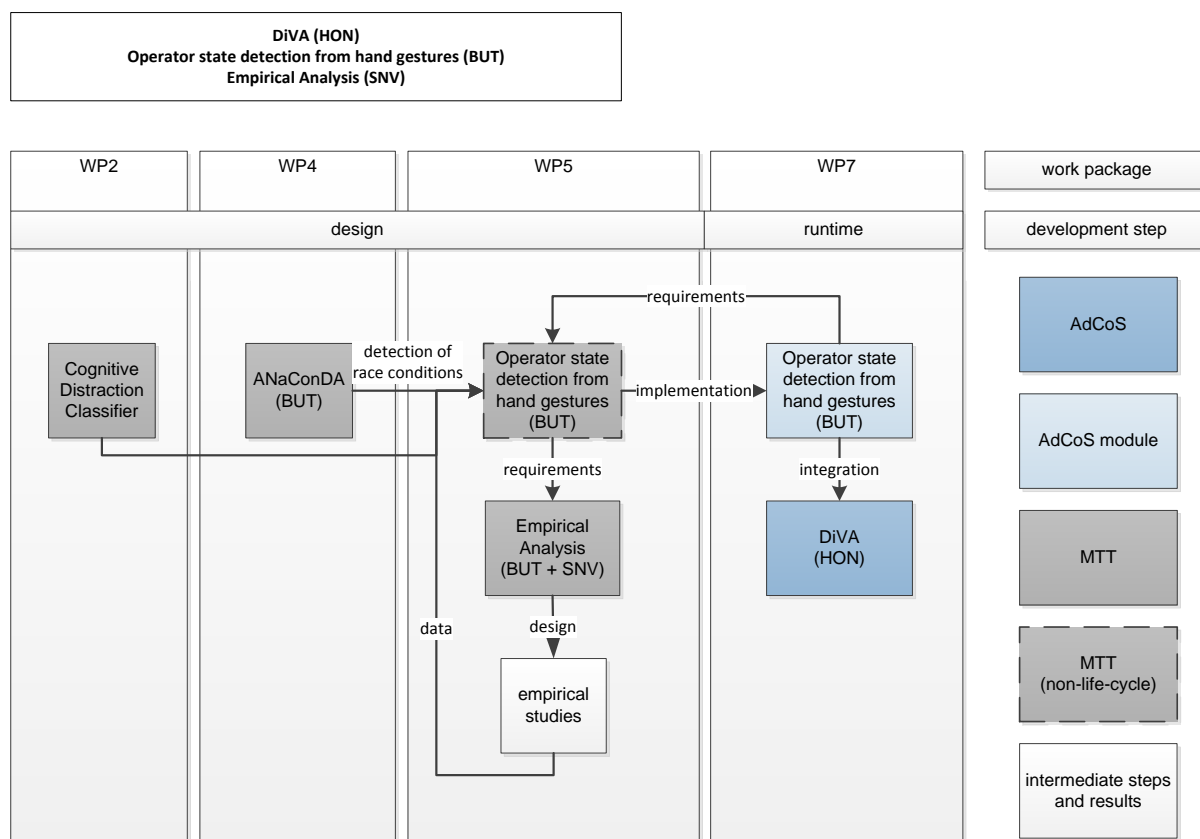 DiVA (HON)
Operator state detection from hand gestures (BUT)
Empirical Analysis (SNV)
WP2
WP4
WP5
WP7
work package
design
runtime
development step
requirements
AdCoS
Cognitive
Distraction
Classifier
ANaConDA
(BUT)
detection of
race conditions
Operator state
detection from
hand gestures
(BUT)
implementation
Operator state
detection from
hand gestures
(BUT)
AdCoS module
requirements
integration
Empirical
Analysis
(BUT + SNV)
DiVA
(HON)
MTT
data
design
empirical
studies
MTT
(non-life-cycle)
intermediate steps
and results